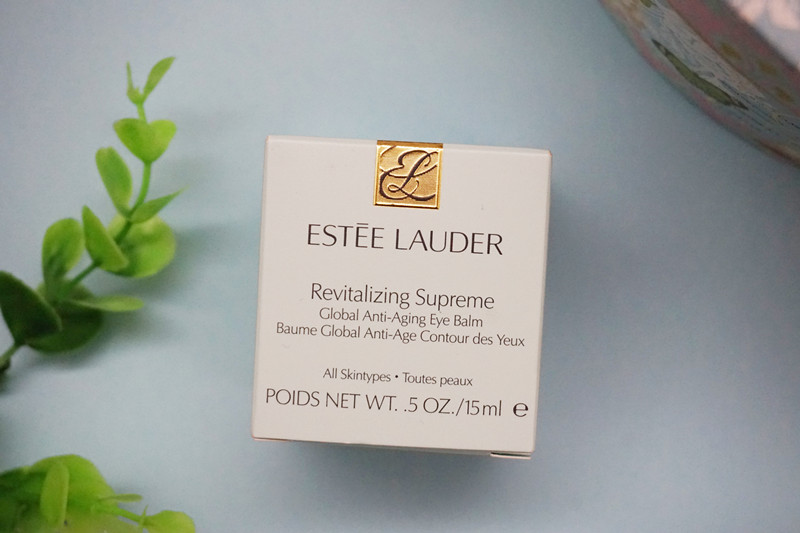 EL
ESTĒE LAUDER
Revitalizing Supreme
Global Anti-Aging Eye Balm
Baume Global Anti-Age Contour des Yeux
All Skintypes • Toutes peaux
POIDS NET WT. .5 OZ./15ml ℮